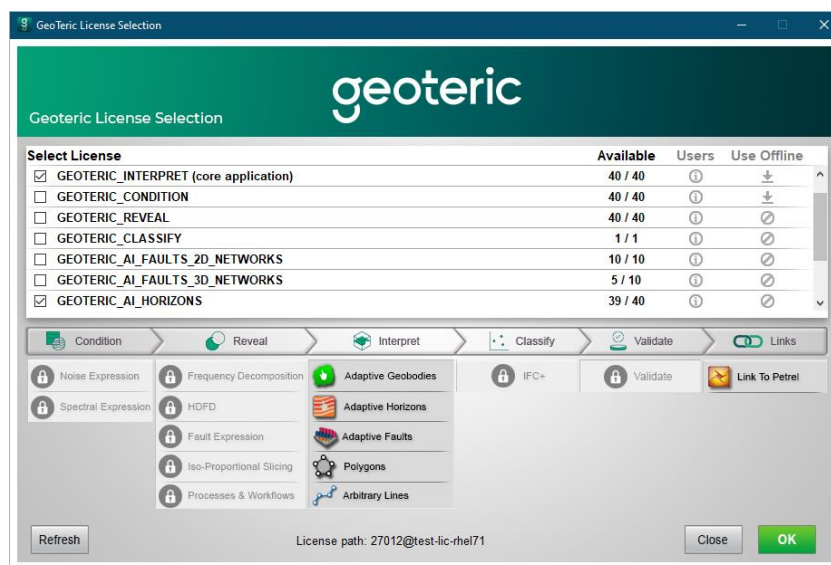 GeoTeric License Selection
geoteric
Geoteric License Selection
Select License Available Users Use Offline
GEOTERIC_INTERPRET (core application) 40 / 40
GEOTERIC_CONDITION 40 / 40
GEOTERIC_REVEAL 40 / 40
GEOTERIC_CLASSIFY 1 / 1
GEOTERIC_AI_FAULTS_2D_NETWORKS 10 / 10
GEOTERIC_AI_FAULTS_3D_NETWORKS 5 / 10
GEOTERIC_AI_HORIZONS 39 / 40
Condition Reveal Interpret Classify Validate Links
Noise Expression Frequency Decomposition Adaptive Geobodies IFC+ Validate Link To Petrel
Spectral Expression HDFD Adaptive Horizons
Fault Expression Adaptive Faults
Iso-Proportional Slicing Polygons
Processes & Workflows Arbitrary Lines
Refresh License path: 27012@test-lic-rhel71 Close OK